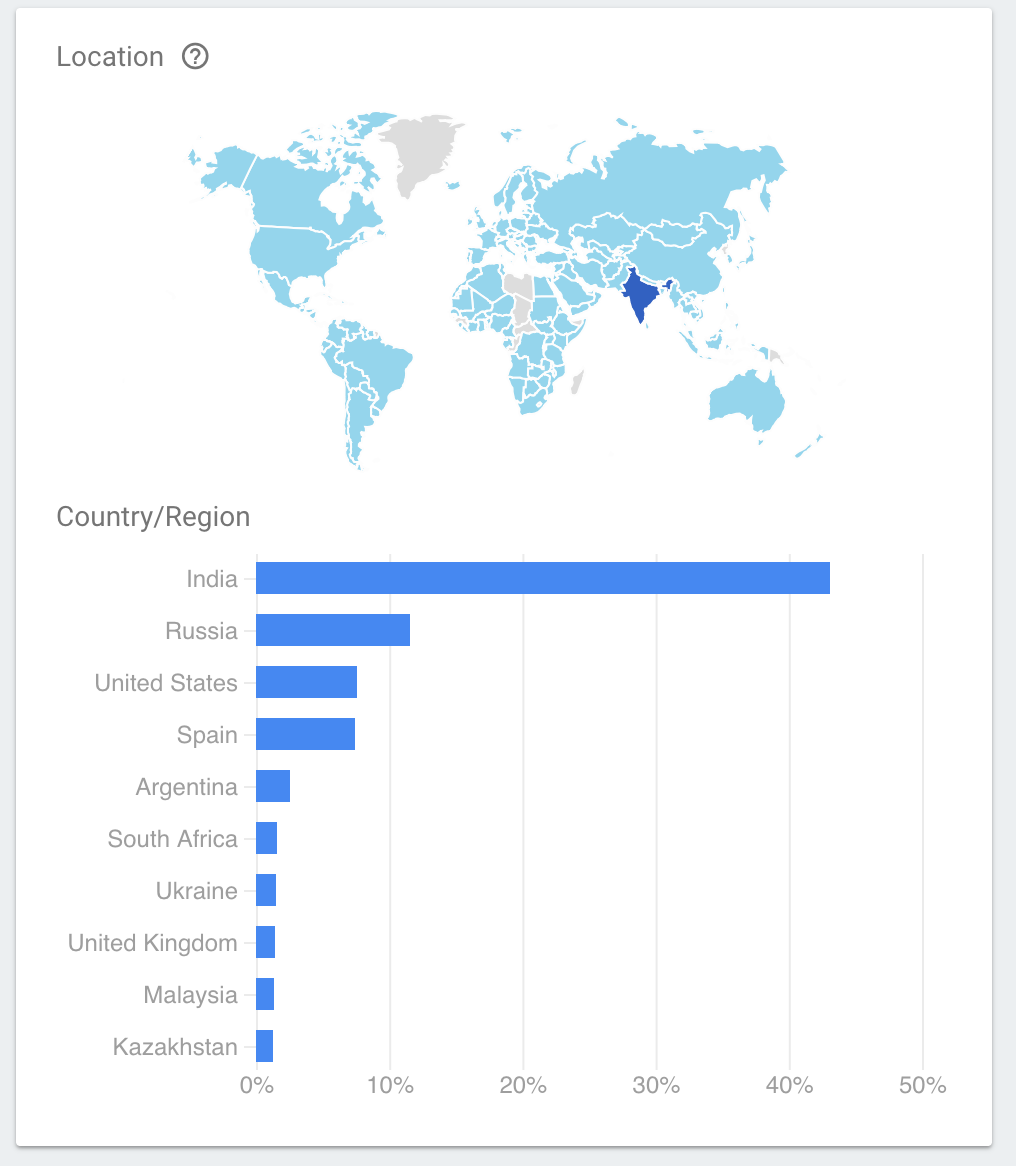 Location ?
Country/Region
India
Russia
United States
Spain
Argentina
South Africa
Ukraine
United Kingdom
Malaysia
Kazakhstan
0% 10% 20% 30% 40% 50%